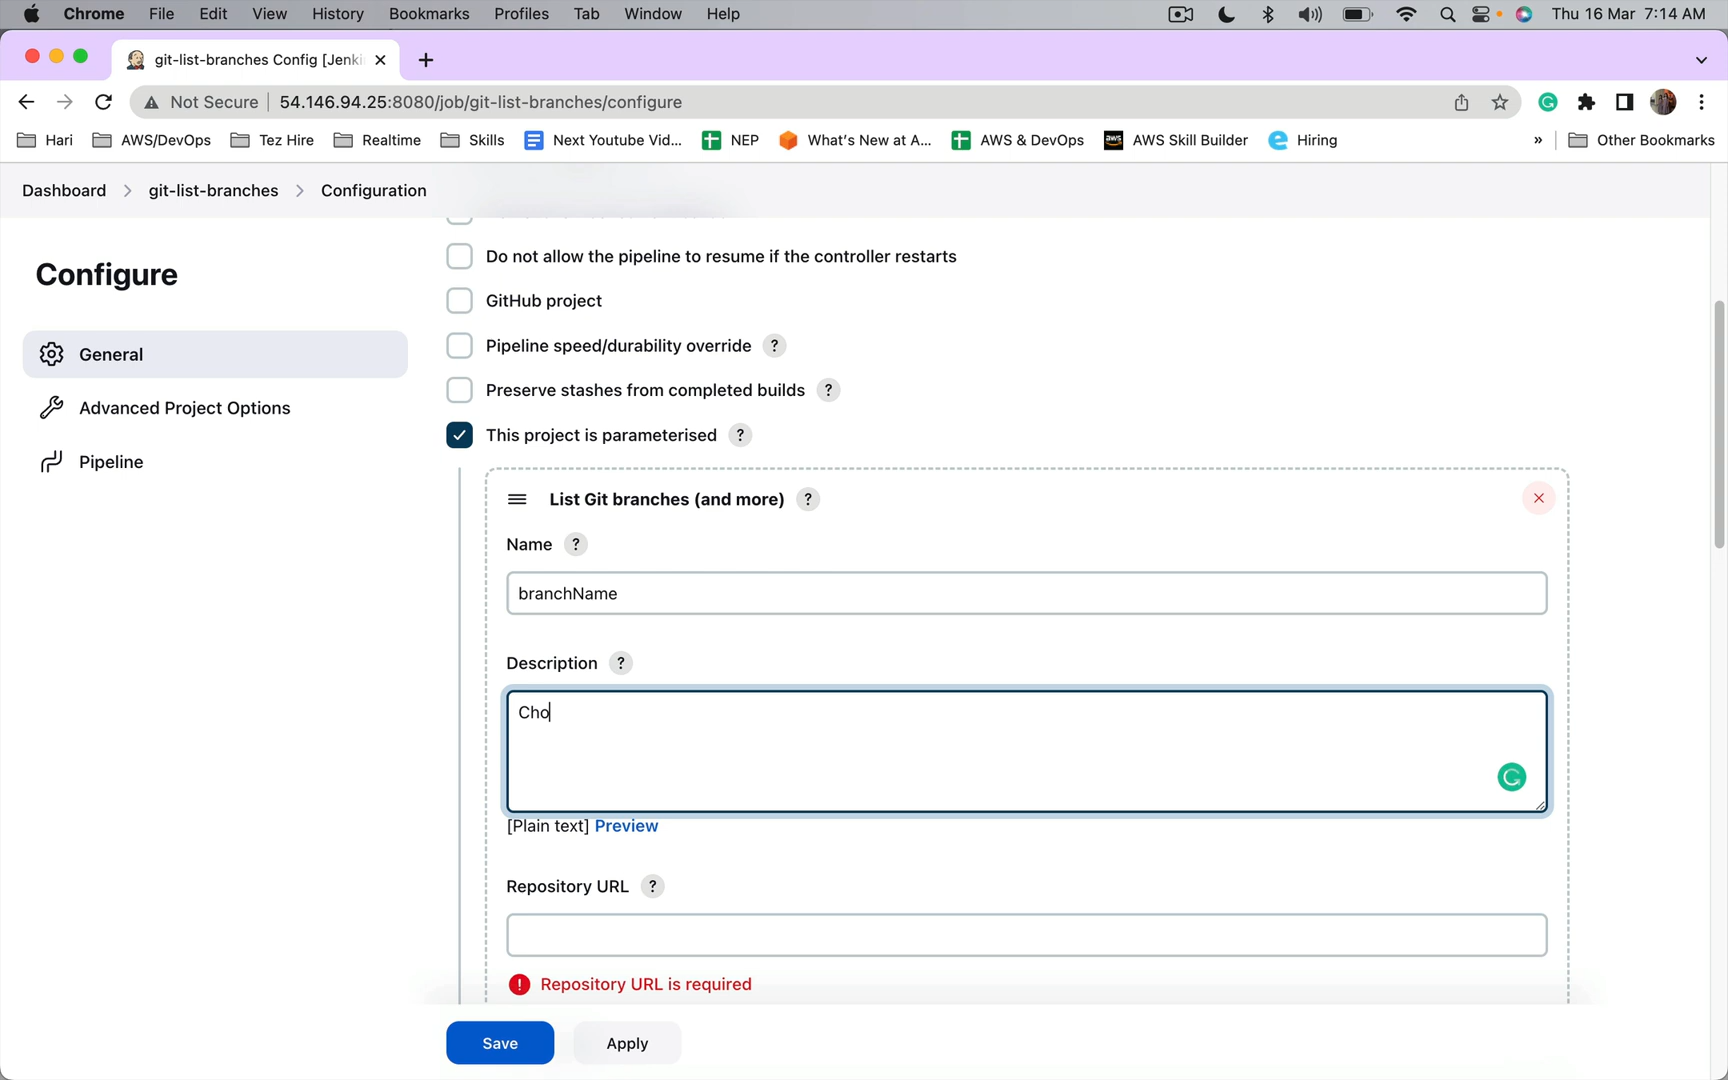 Chrome File Edit View History Bookmarks Profiles Tab Window Help Thu 16 Mar 7:14 AM
git-list-branches Config [Jenki
Not Secure 54.146.94.25:8080/job/git-list-branches/configure
Hari AWS/DevOps Tez Hire Realtime Skills Next Youtube Vid... NEP What's New at A... AWS & DevOps aws AWS Skill Builder Hiring » Other Bookmarks
Dashboard > git-list-branches > Configuration
Configure
General
Advanced Project Options
Pipeline
Do not allow the pipeline to resume if the controller restarts
GitHub project
Pipeline speed/durability override ?
Preserve stashes from completed builds ?
This project is parameterised ?
List Git branches (and more) ?
Name ?
branchName
Description ?
Cho
[Plain text] Preview
Repository URL ?
Repository URL is required
Save Apply